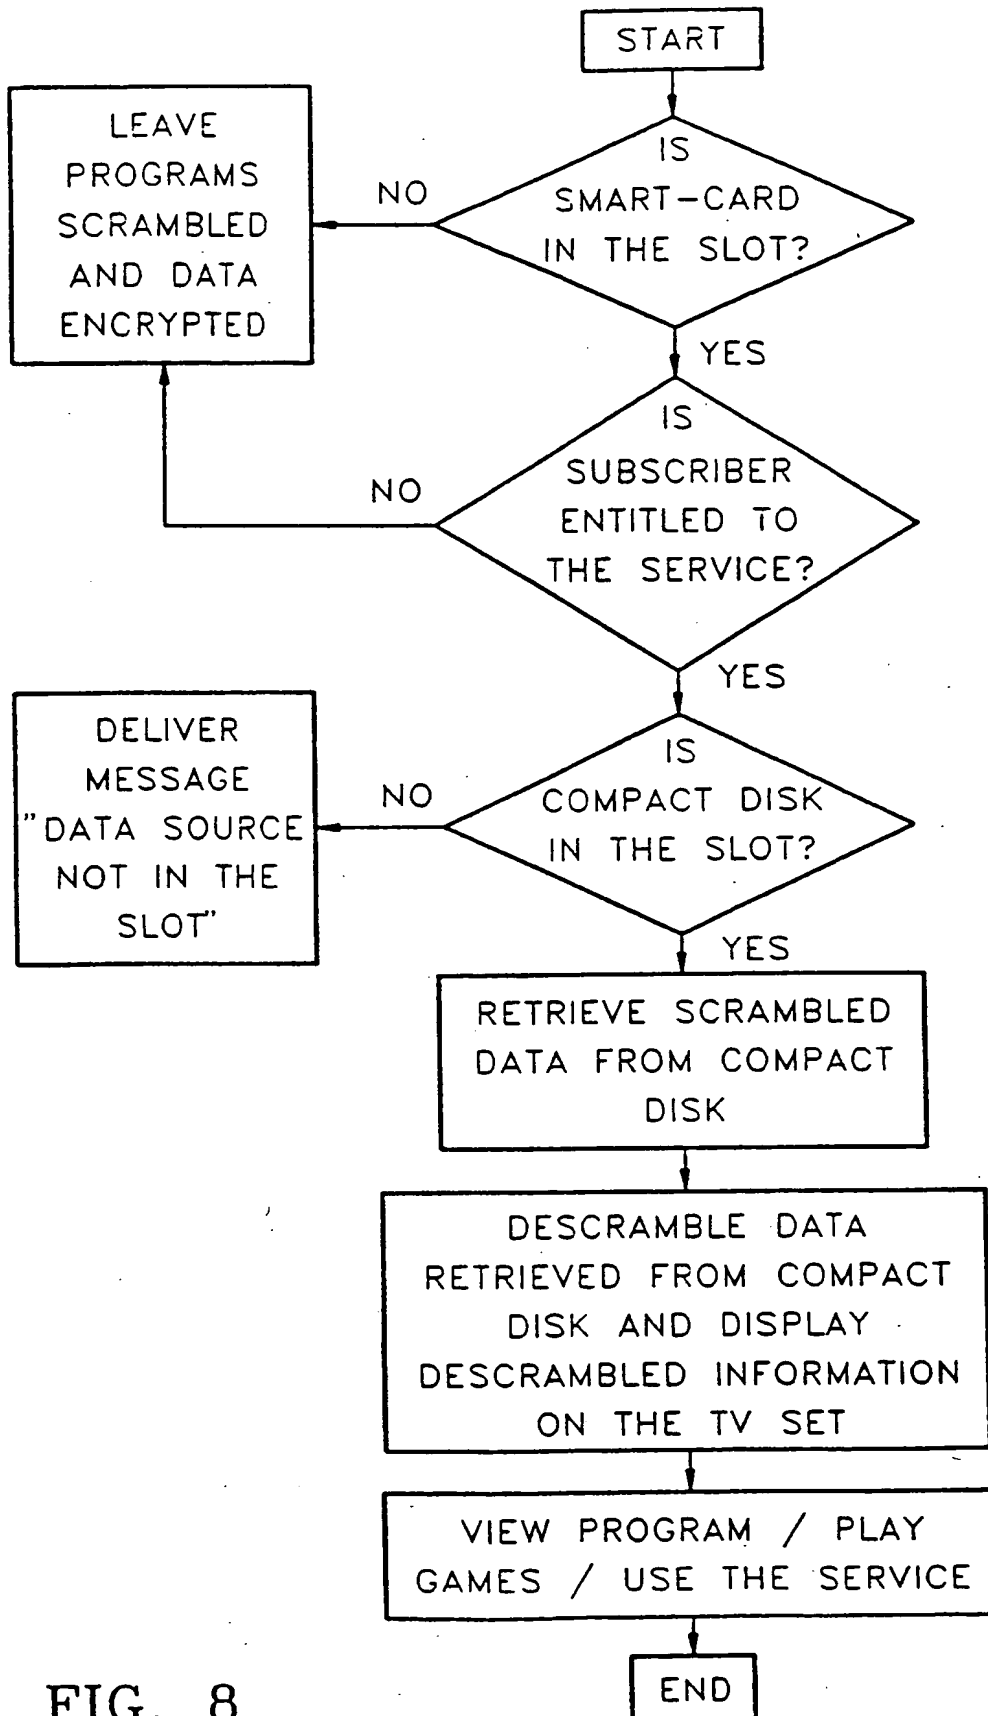 START
IS
SMART-CARD
IN THE SLOT?
NO
LEAVE
PROGRAMS
SCRAMBLED
AND DATA
ENCRYPTED
YES
IS
SUBSCRIBER
ENTITLED TO
THE SERVICE?
NO
YES
IS
COMPACT DISK
IN THE SLOT?
NO
DELIVER
MESSAGE
"DATA SOURCE
NOT IN THE
SLOT"
YES
RETRIEVE SCRAMBLED
DATA FROM COMPACT
DISK
DESCRAMBLE DATA
RETRIEVED FROM COMPACT
DISK AND DISPLAY
DESCRAMBLED INFORMATION
ON THE TV SET
VIEW PROGRAM / PLAY
GAMES / USE THE SERVICE
END
FIG. 8